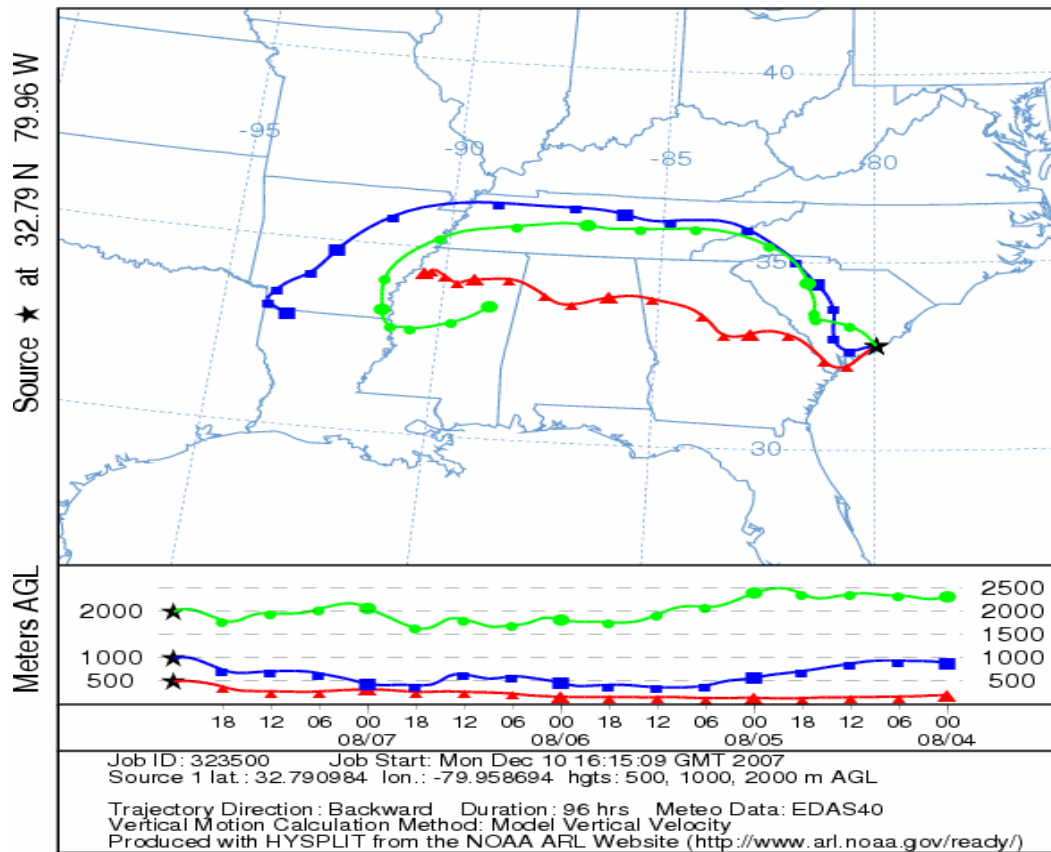 Source ★ at 32.79 N 79.96 W
40
-95
-90
-85
-80
35
30
Meters AGL
2500
2000 2000
1500
1000 1000
500 500
18 12 06 00 18 12 06 00 18 12 06 00 18 12 06 00
08/07 08/06 08/05 08/04
Job ID: 323500 Job Start: Mon Dec 10 16:15:09 GMT 2007
Source 1 lat.: 32.790984 lon.: -79.958694 hgts: 500, 1000, 2000 m AGL
Trajectory Direction: Backward Duration: 96 hrs Meteo Data: EDAS40
Vertical Motion Calculation Method: Model Vertical Velocity
Produced with HYSPLIT from the NOAA ARL Website (http://www.arl.noaa.gov/ready/)